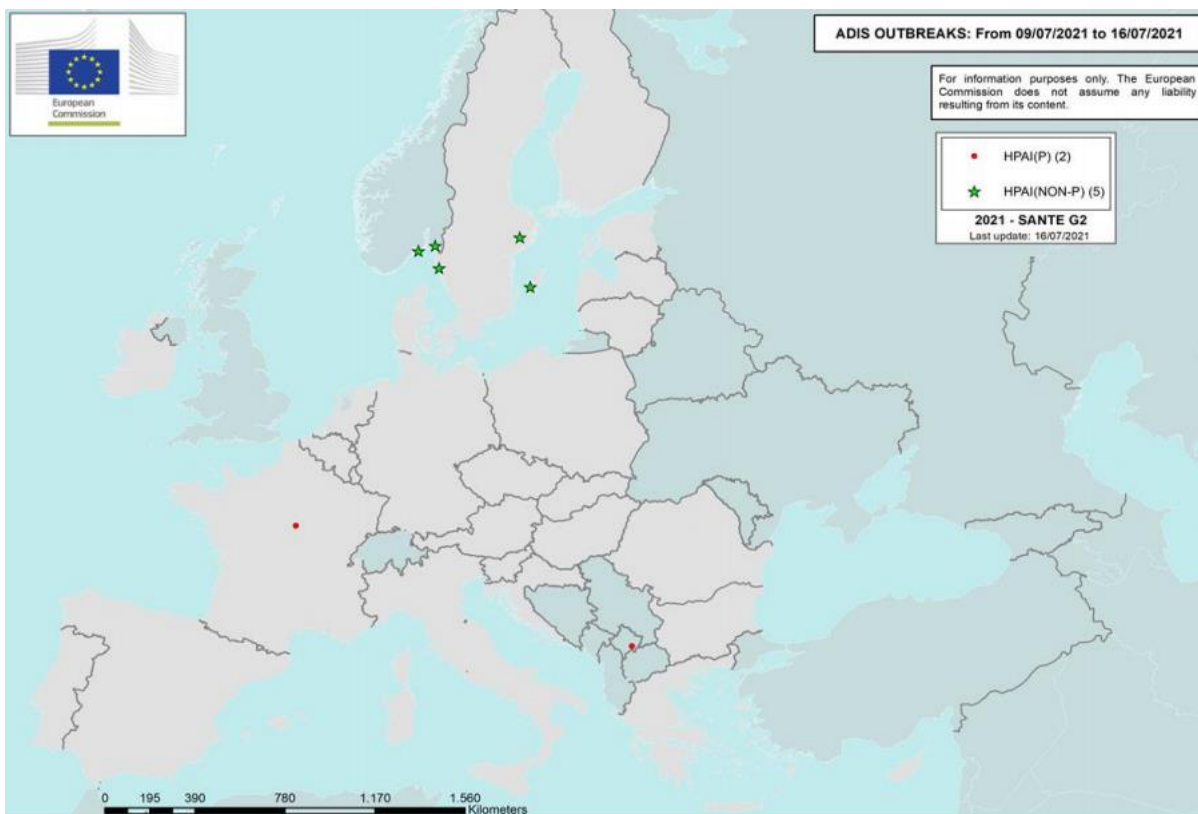 European
Commission
ADIS OUTBREAKS: From 09/07/2021 to 16/07/2021
For information purposes only. The European
Commission does not assume any liability
resulting from its content.
HPAI(P) (2)
HPAI(NON-P) (5)
2021 - SANTE G2
Last update: 16/07/2021
0 195 390 780 1.170 1.560
Kilometers